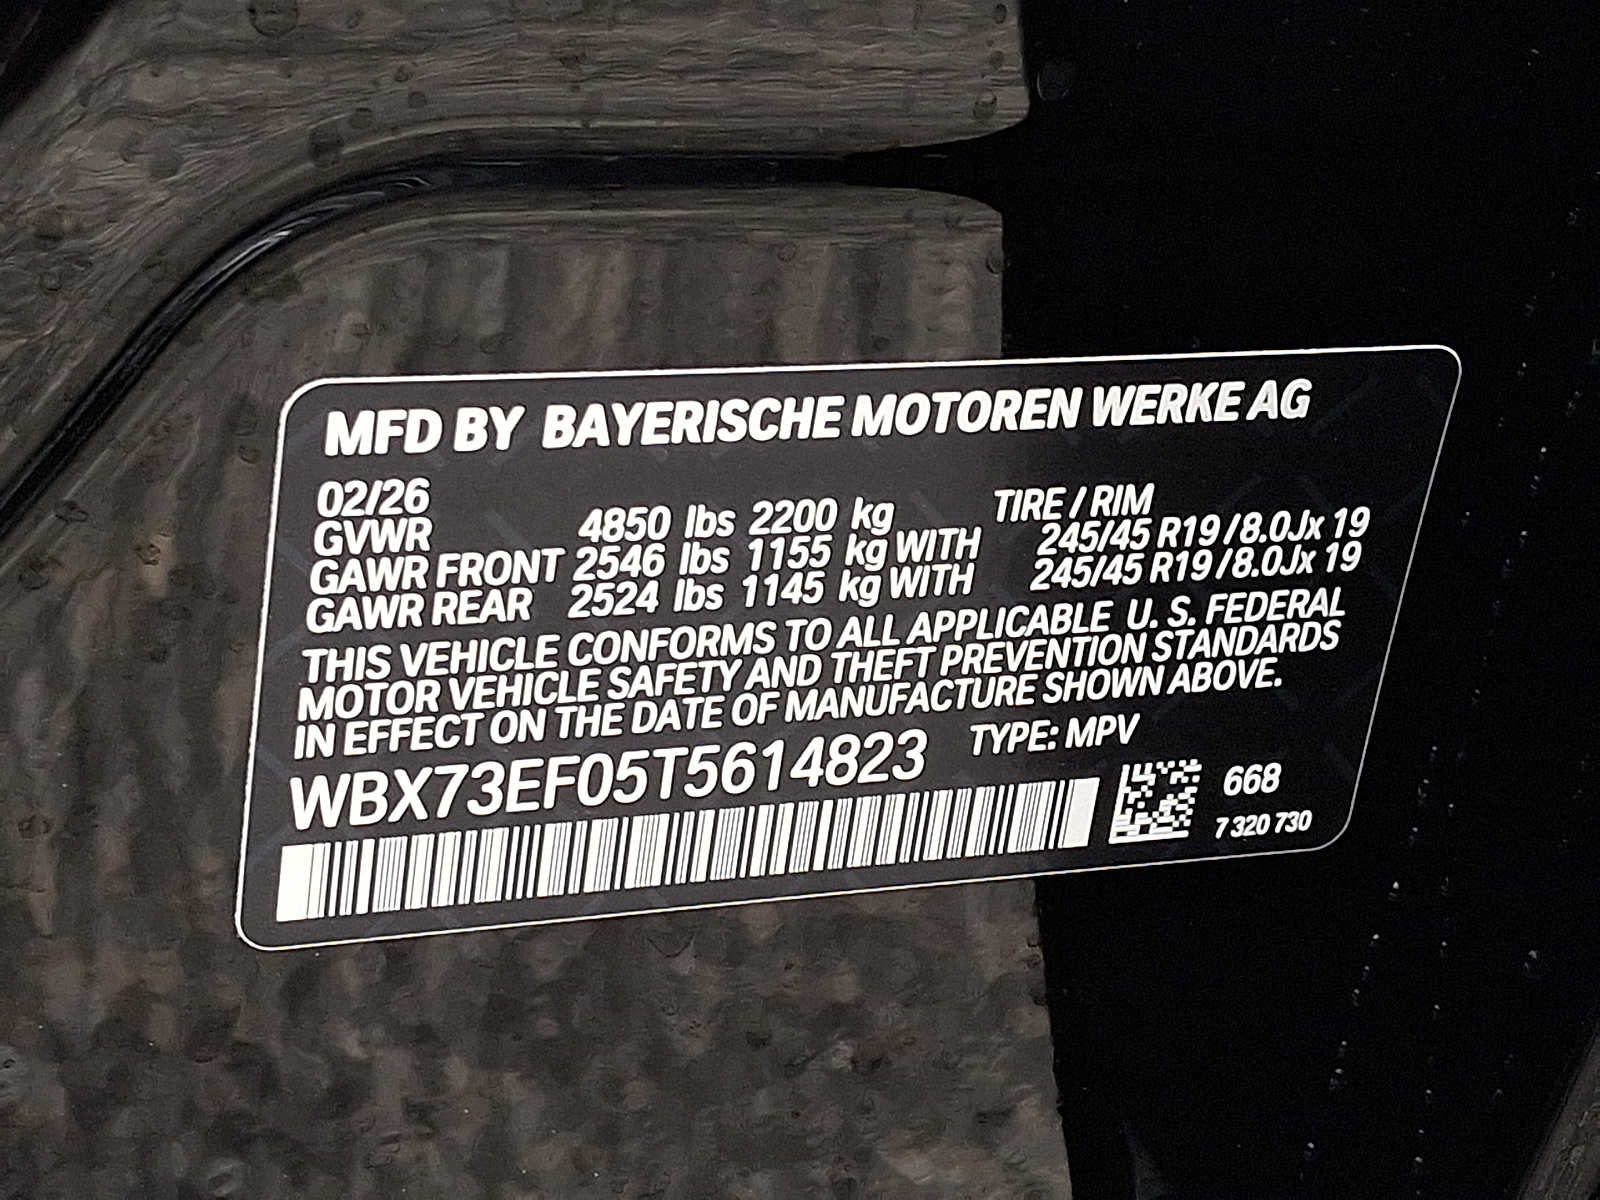 MFD BY BAYERISCHE MOTOREN WERKE AG
02/26
GVWR 4850 lbs 2200 kg TIRE / RIM
GAWR FRONT 2546 lbs 1155 kg WITH 245/45 R19 / 8.0Jx 19
GAWR REAR 2524 lbs 1145 kg WITH 245/45 R19 / 8.0Jx 19
THIS VEHICLE CONFORMS TO ALL APPLICABLE U. S. FEDERAL
MOTOR VEHICLE SAFETY AND THEFT PREVENTION STANDARDS
IN EFFECT ON THE DATE OF MANUFACTURE SHOWN ABOVE.
WBX73EF05T5614823 TYPE: MPV
668
7 320 730